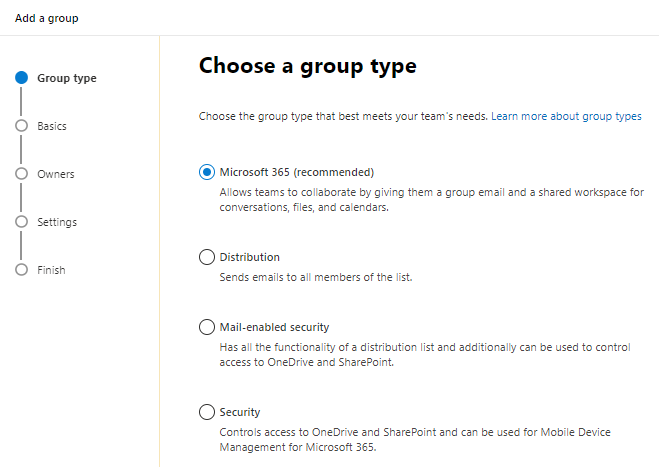 Add a group
Group type
Basics
Owners
Settings
Finish
Choose a group type
Choose the group type that best meets your team's needs. Learn more about group types
Microsoft 365 (recommended)
Allows teams to collaborate by giving them a group email and a shared workspace for
conversations, files, and calendars.
Distribution
Sends emails to all members of the list.
Mail-enabled security
Has all the functionality of a distribution list and additionally can be used to control
access to OneDrive and SharePoint.
Security
Controls access to OneDrive and SharePoint and can be used for Mobile Device
Management for Microsoft 365.